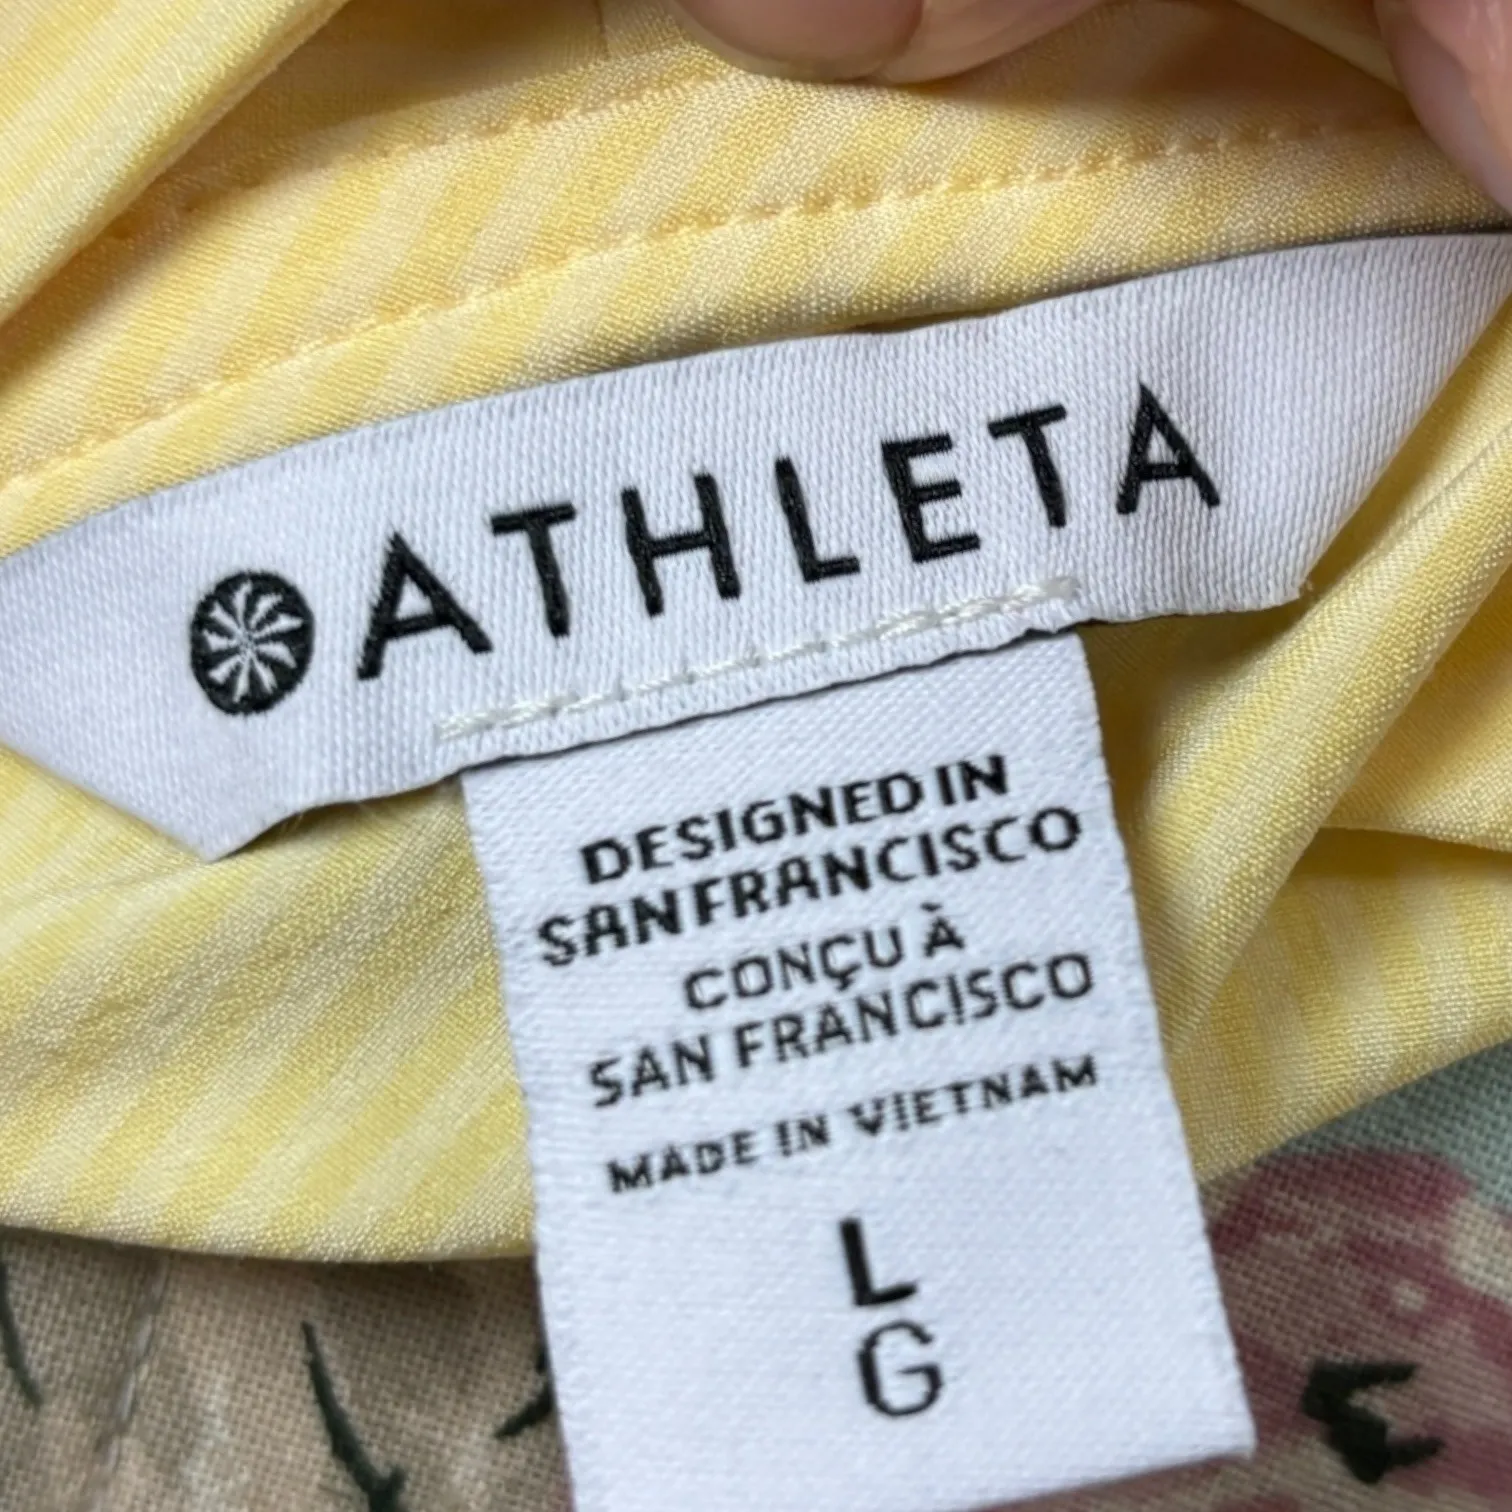 ATHLETA
DESIGNED IN
SAN FRANCISCO
CONÇU À
SAN FRANCISCO
MADE IN VIETNAM
L
G